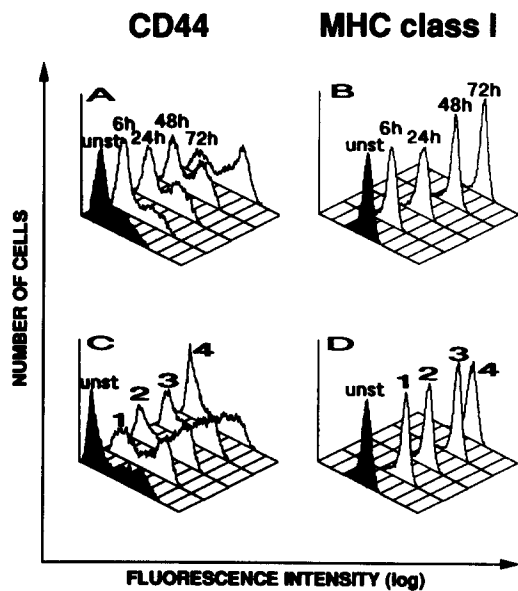 CD44 MHC class I
A
unst 6h 24h 48h 72h
B
unst 6h 24h 48h 72h
C
unst 1 2 3 4
D
unst 1 2 3 4
NUMBER OF CELLS
FLUORESCENCE INTENSITY (log)